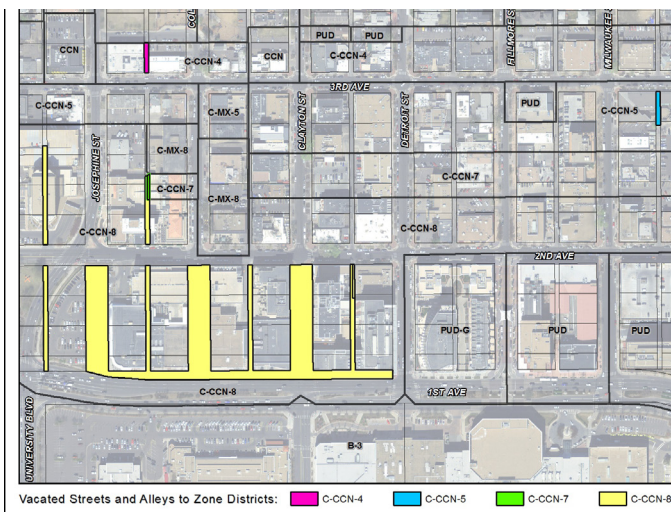 COL
FILLMORE S
MILWAUKEE S
PUD
PUD
CCN
CCN
C-CCN-4
C-CCN-4
3RD AVE
C-CCN-5
C-MX-5
CLAYTON ST
DETROIT ST
PUD
C-CCN-5
JOSEPHINE ST
C-MX-8
C-CCN-7
C-CCN-7
C-MX-8
C-CCN-8
C-CCN-8
2ND AVE
PUD-G
PUD
PUD
C-CCN-8
1ST AVE
UNIVERSITY BLVD
B-3
Vacated Streets and Alleys to Zone Districts: C-CCN-4 C-CCN-5 C-CCN-7 C-CCN-8